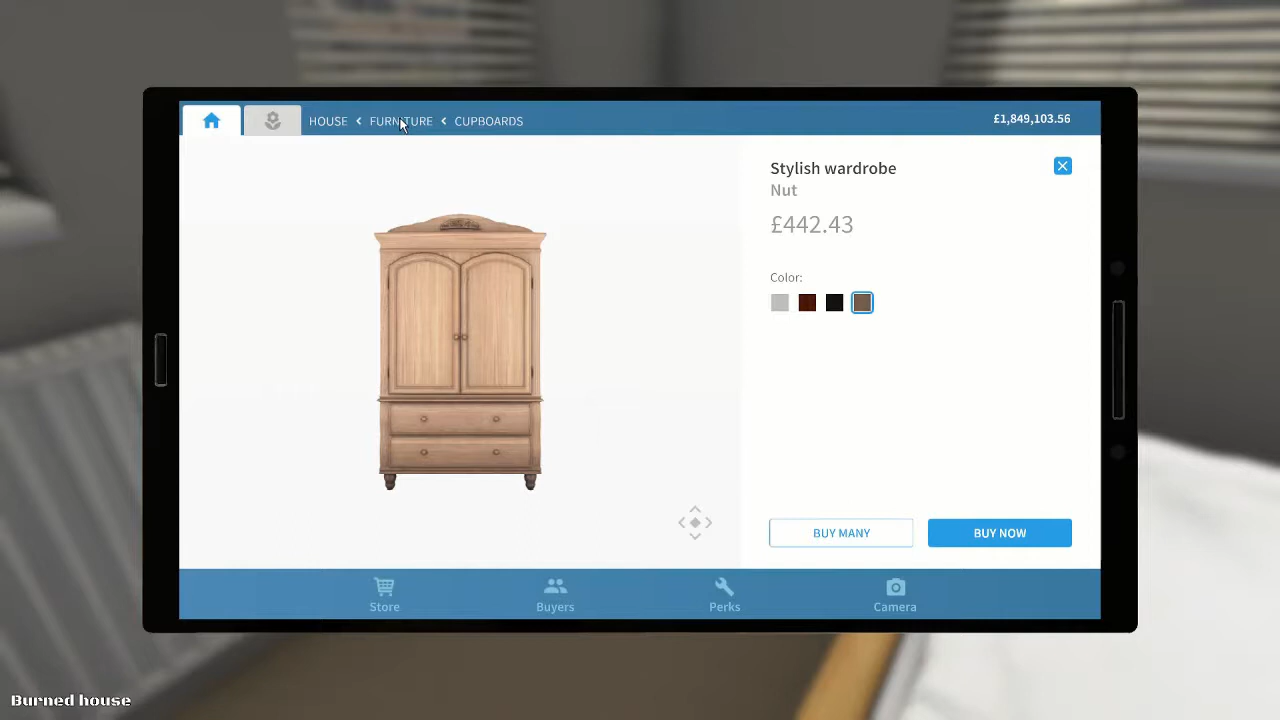 HOUSE < FURNITURE < CUPBOARDS
£1,849,103.56
Stylish wardrobe
Nut
£442.43
Color:
BUY MANY
BUY NOW
Store
Buyers
Perks
Camera
Burned house